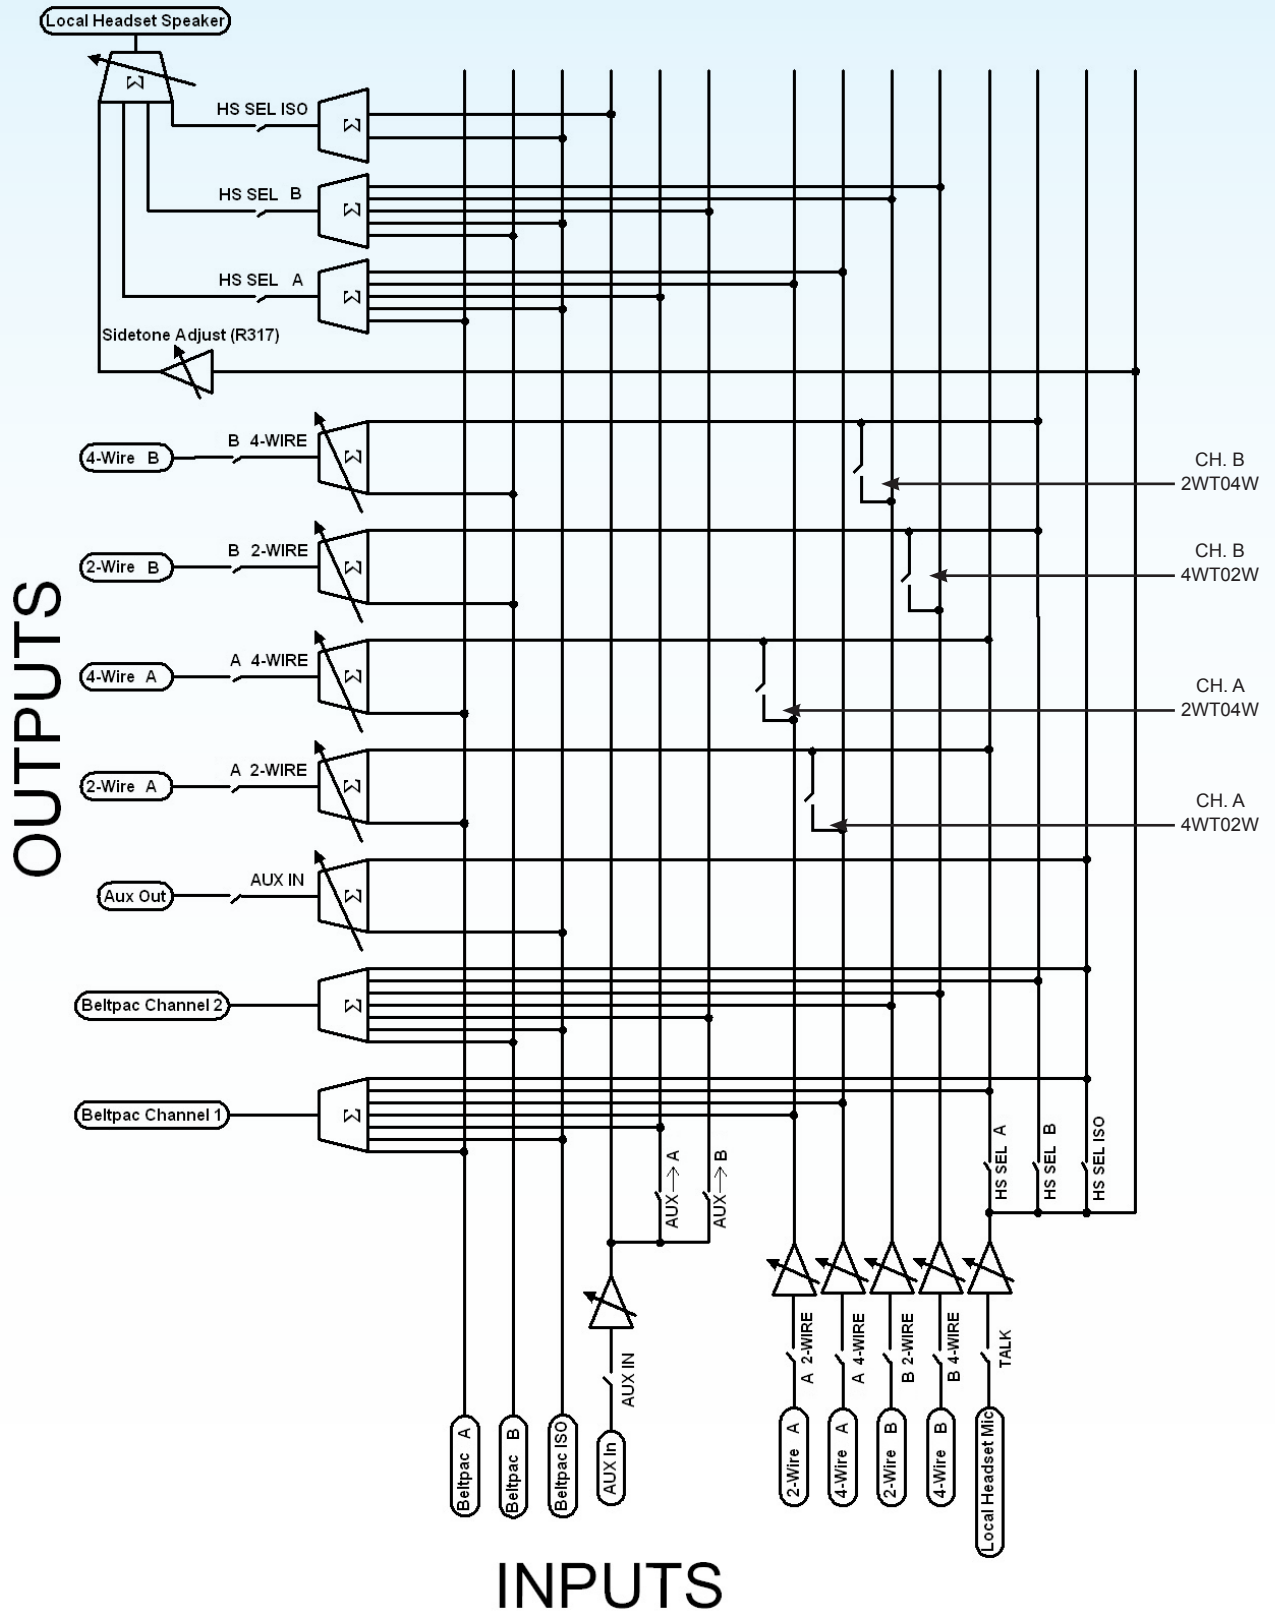 Local Headset Speaker
Σ
HS SEL ISO
Σ
HS SEL B
Σ
HS SEL A
Σ
Sidetone Adjust (R317)
4-Wire B
B 4-WIRE
Σ
CH. B
2WT04W
2-Wire B
B 2-WIRE
Σ
CH. B
4WT02W
OUTPUTS
4-Wire A
A 4-WIRE
Σ
CH. A
2WT04W
2-Wire A
A 2-WIRE
Σ
CH. A
4WT02W
Aux Out
AUX IN
Σ
Beltpac Channel 2
Σ
Beltpac Channel 1
Σ
AUX → A
AUX → B
HS SEL A
HS SEL B
HS SEL ISO
AUX IN
A 2-WIRE
A 4-WIRE
B 2-WIRE
B 4-WIRE
TALK
Beltpac A
Beltpac B
Beltpac ISO
AUX In
2-Wire A
4-Wire A
2-Wire B
4-Wire B
Local Headset Mic
INPUTS